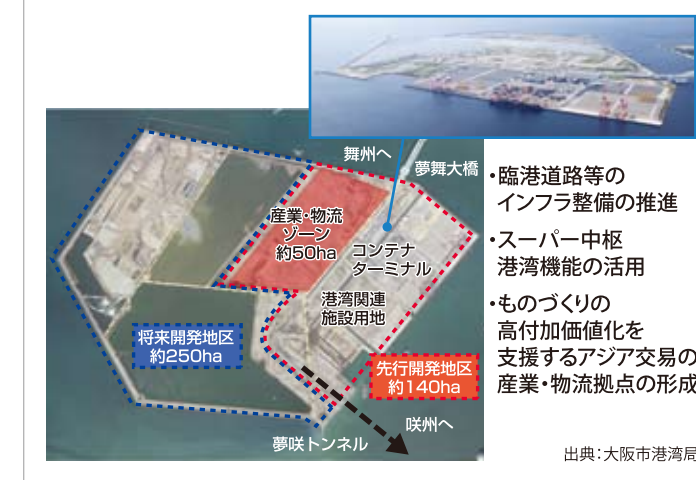 舞州へ
夢舞大橋
産業・物流
ゾーン
約50ha
コンテナ
ターミナル
港湾関連
施設用地
将来開発地区
約250ha
先行開発地区
約140ha
咲州へ
夢咲トンネル
・臨港道路等の
インフラ整備の推進
・スーパー中枢
港湾機能の活用
・ものづくりの
高付加価値化を
支援するアジア交易の
産業・物流拠点の形成
出典：大阪市港湾局